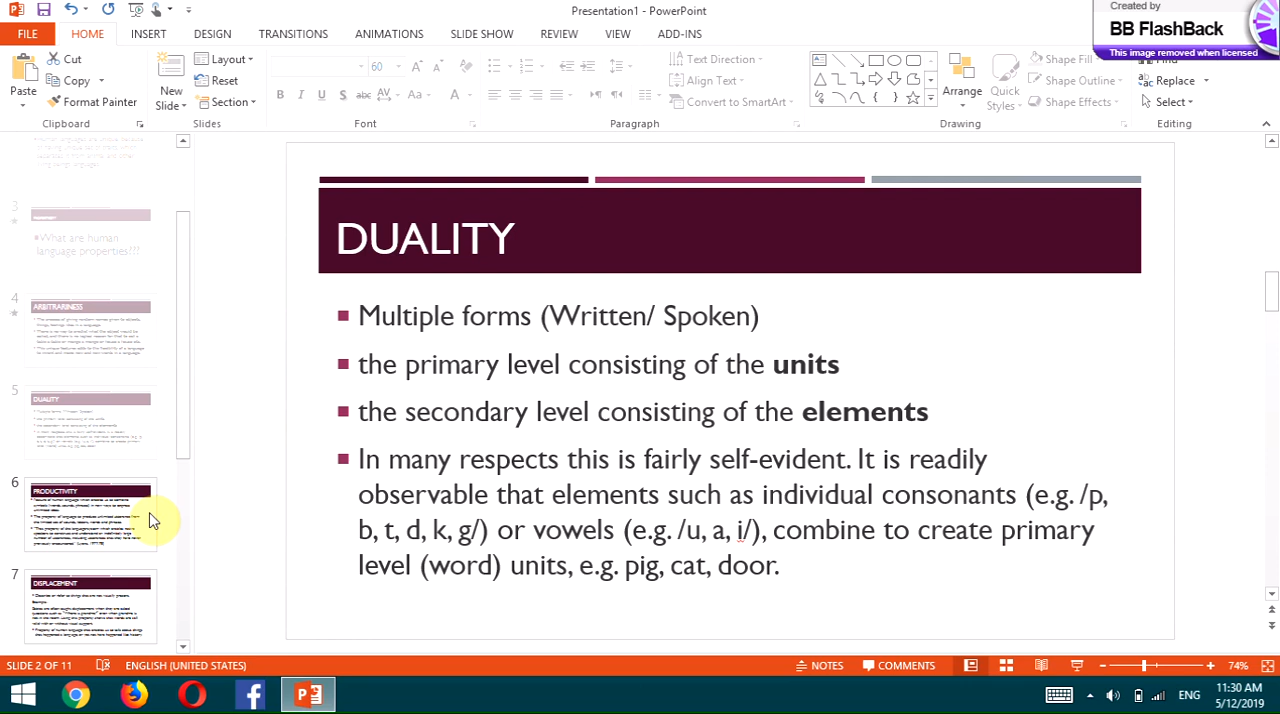 Presentation1 - PowerPoint
Created by
BB FlashBack
This image removed when licensed
FILE HOME INSERT DESIGN TRANSITIONS ANIMATIONS SLIDE SHOW REVIEW VIEW ADD-INS
Paste
Cut
Copy
Format Painter
Clipboard
New
Slide
Layout
Reset
Section
Slides
60
B I U S abc AV Aa A
Font
Text Direction
Align Text
Convert to SmartArt
Paragraph
Arrange
Quick
Styles
Shape Fill
Shape Outline
Shape Effects
Drawing
Find
Replace
Select
Editing
3
What are human
language properties???
4
ARBITRARINESS
5
DUALITY
6
PRODUCTIVITY
7
DISPLACEMENT
DUALITY
Multiple forms (Written/ Spoken)
the primary level consisting of the units
the secondary level consisting of the elements
In many respects this is fairly self-evident. It is readily
observable that elements such as individual consonants (e.g. /p,
b, t, d, k, g/) or vowels (e.g. /u, a, i/), combine to create primary
level (word) units, e.g. pig, cat, door.
SLIDE 2 OF 11 ENGLISH (UNITED STATES) NOTES COMMENTS 74%
ENG
11:30 AM
5/12/2019